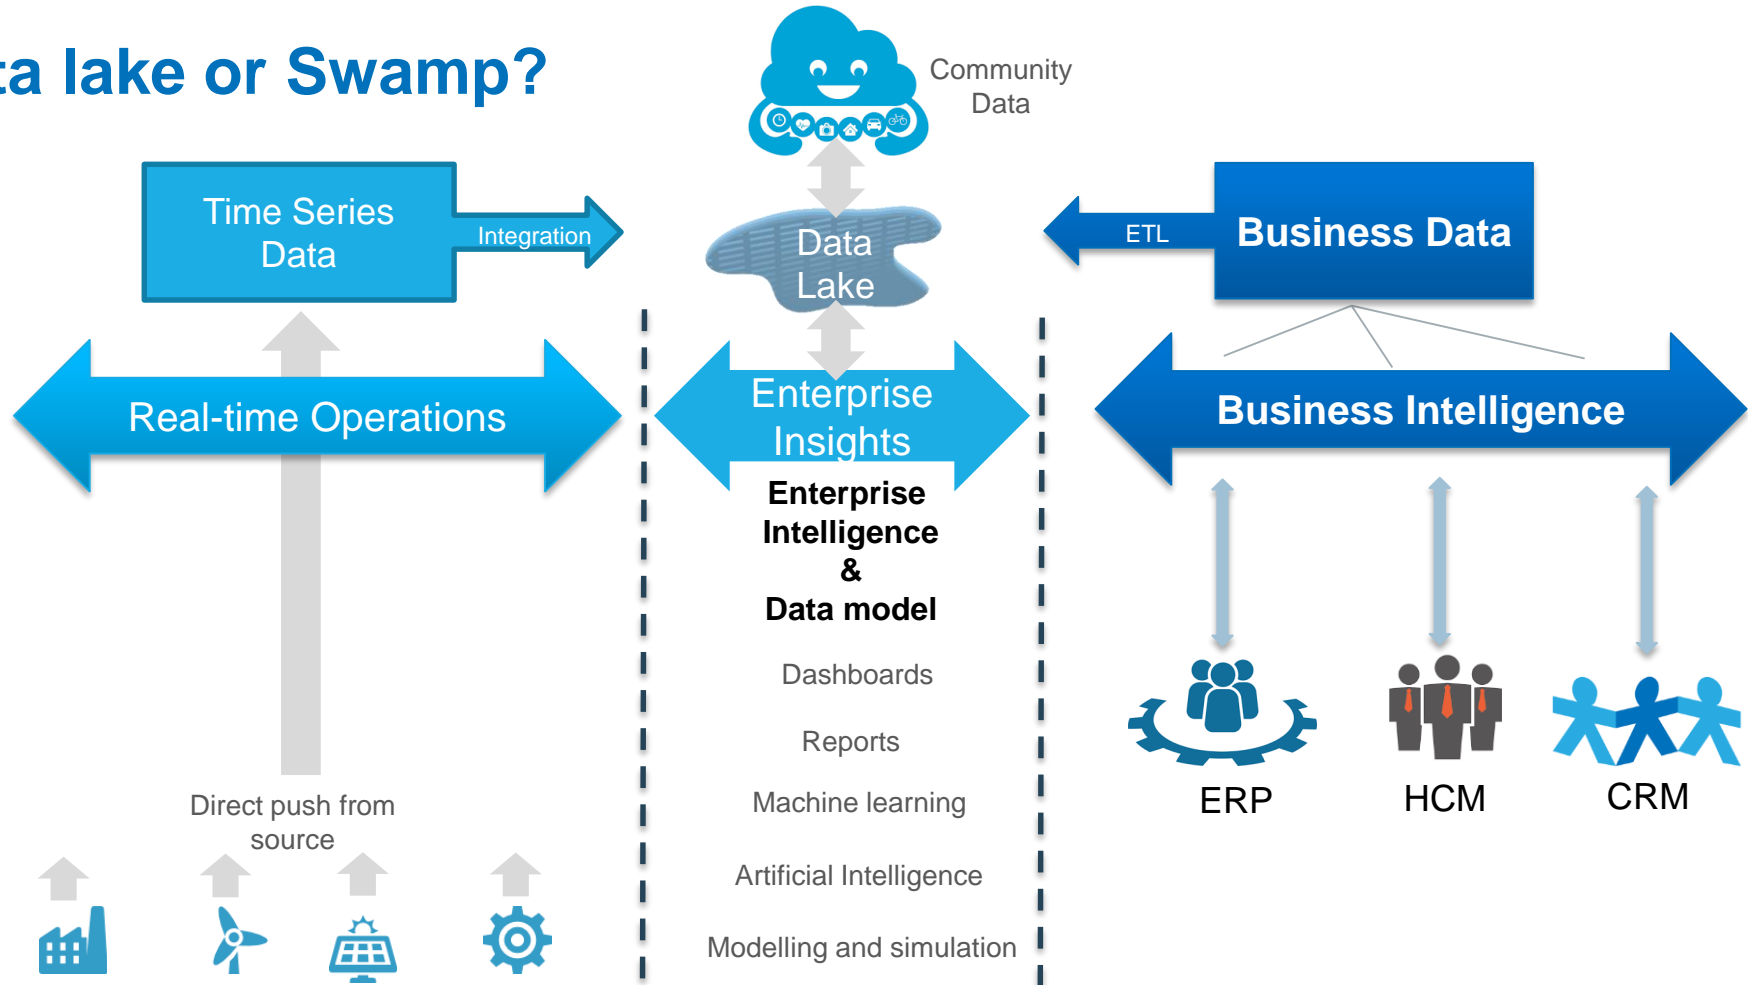 ta lake or Swamp?
Community
Data
Time Series
Data
Integration
Data
Lake
ETL
Business Data
Real-time Operations
Enterprise
Insights
Business Intelligence
Enterprise
Intelligence
&
Data model
Dashboards
Reports
Machine learning
Artificial Intelligence
Modelling and simulation
Direct push from
source
ERP
HCM
CRM